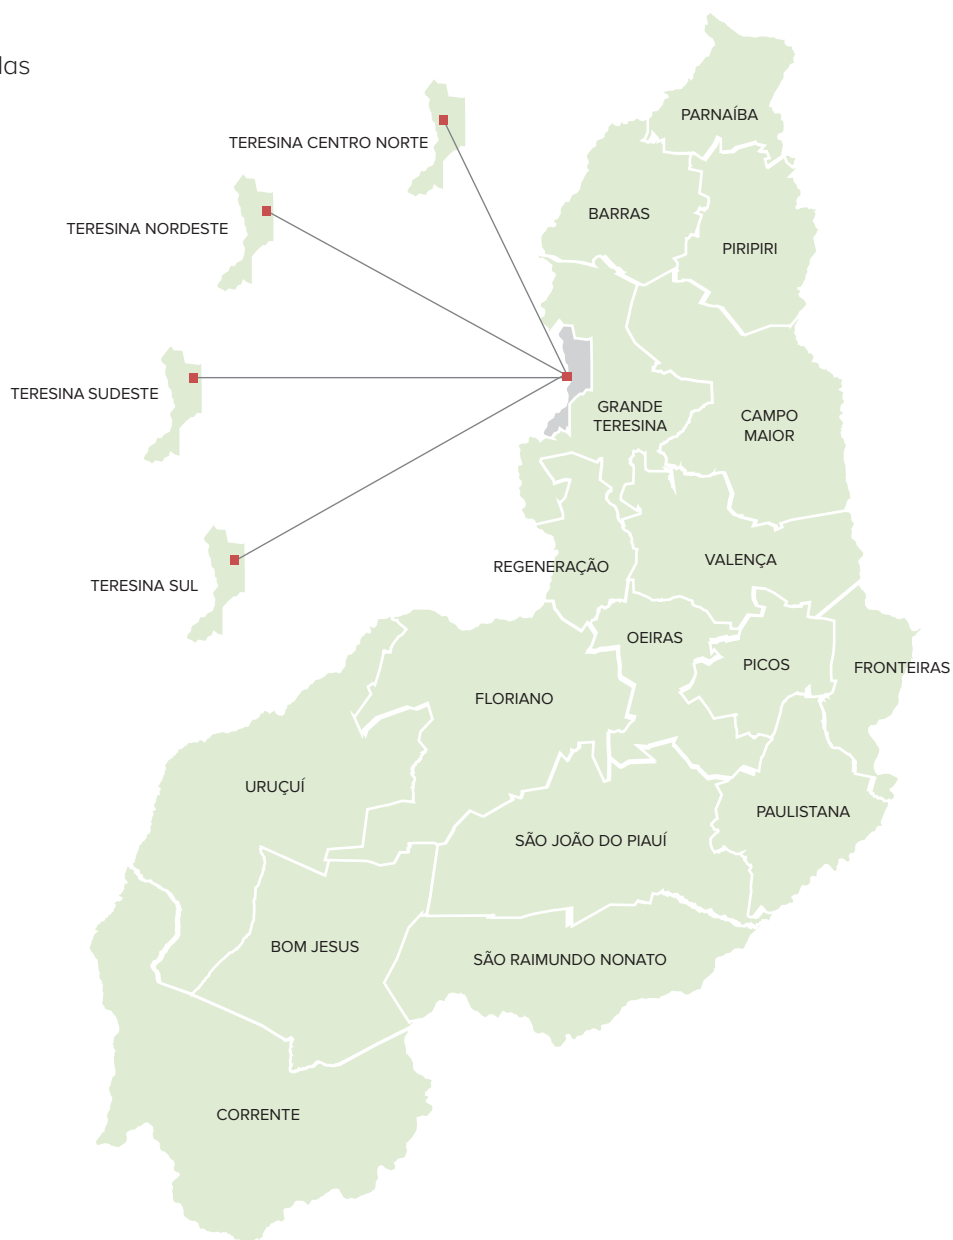 las
PARNAÍBA
TERESINA CENTRO NORTE
BARRAS
TERESINA NORDESTE
PIRIPIRI
TERESINA SUDESTE
GRANDE
TERESINA
CAMPO
MAIOR
REGENERAÇÃO
VALENÇA
TERESINA SUL
OEIRAS
PICOS
FRONTEIRAS
FLORIANO
URUÇUÍ
PAULISTANA
SÃO JOÃO DO PIAUÍ
BOM JESUS
SÃO RAIMUNDO NONATO
CORRENTE